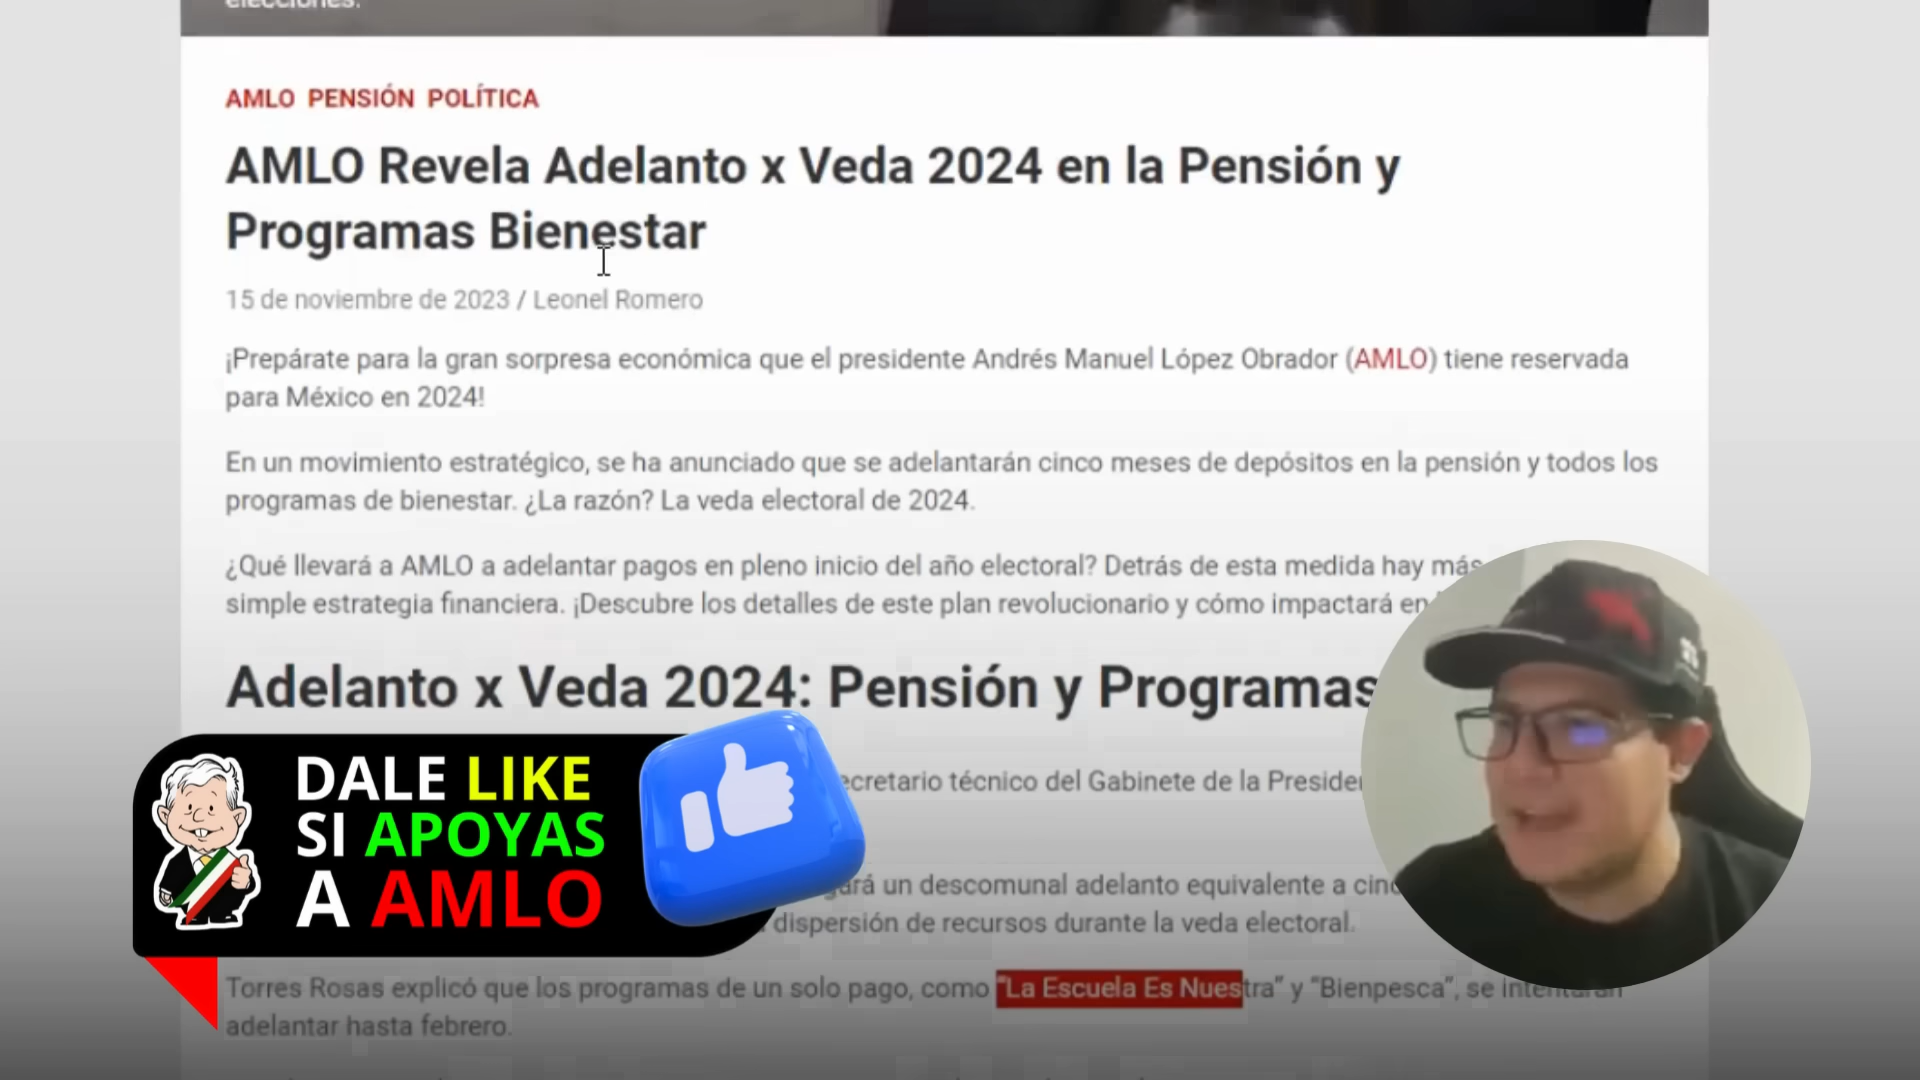 elecciones.
AMLO PENSIÓN POLÍTICA
AMLO Revela Adelanto x Veda 2024 en la Pensión y
Programas Bienestar
15 de noviembre de 2023 / Leonel Romero
¡Prepárate para la gran sorpresa económica que el presidente Andrés Manuel López Obrador (AMLO) tiene reservada
para México en 2024!
En un movimiento estratégico, se ha anunciado que se adelantarán cinco meses de depósitos en la pensión y todos los
programas de bienestar. ¿La razón? La veda electoral de 2024.
¿Qué llevará a AMLO a adelantar pagos en pleno inicio del año electoral? Detrás de esta medida hay más
simple estrategia financiera. ¡Descubre los detalles de este plan revolucionario y cómo impactará en
Adelanto x Veda 2024: Pensión y Programas
ecretario técnico del Gabinete de la Presiden
gará un descomunal adelanto equivalente a cinc
dispersión de recursos durante la veda electoral.
DALE LIKE
SI APOYAS
A AMLO
Torres Rosas explicó que los programas de un solo pago, como "La Escuela Es Nuestra" y "Bienpesca", se intentarán
adelantar hasta febrero.